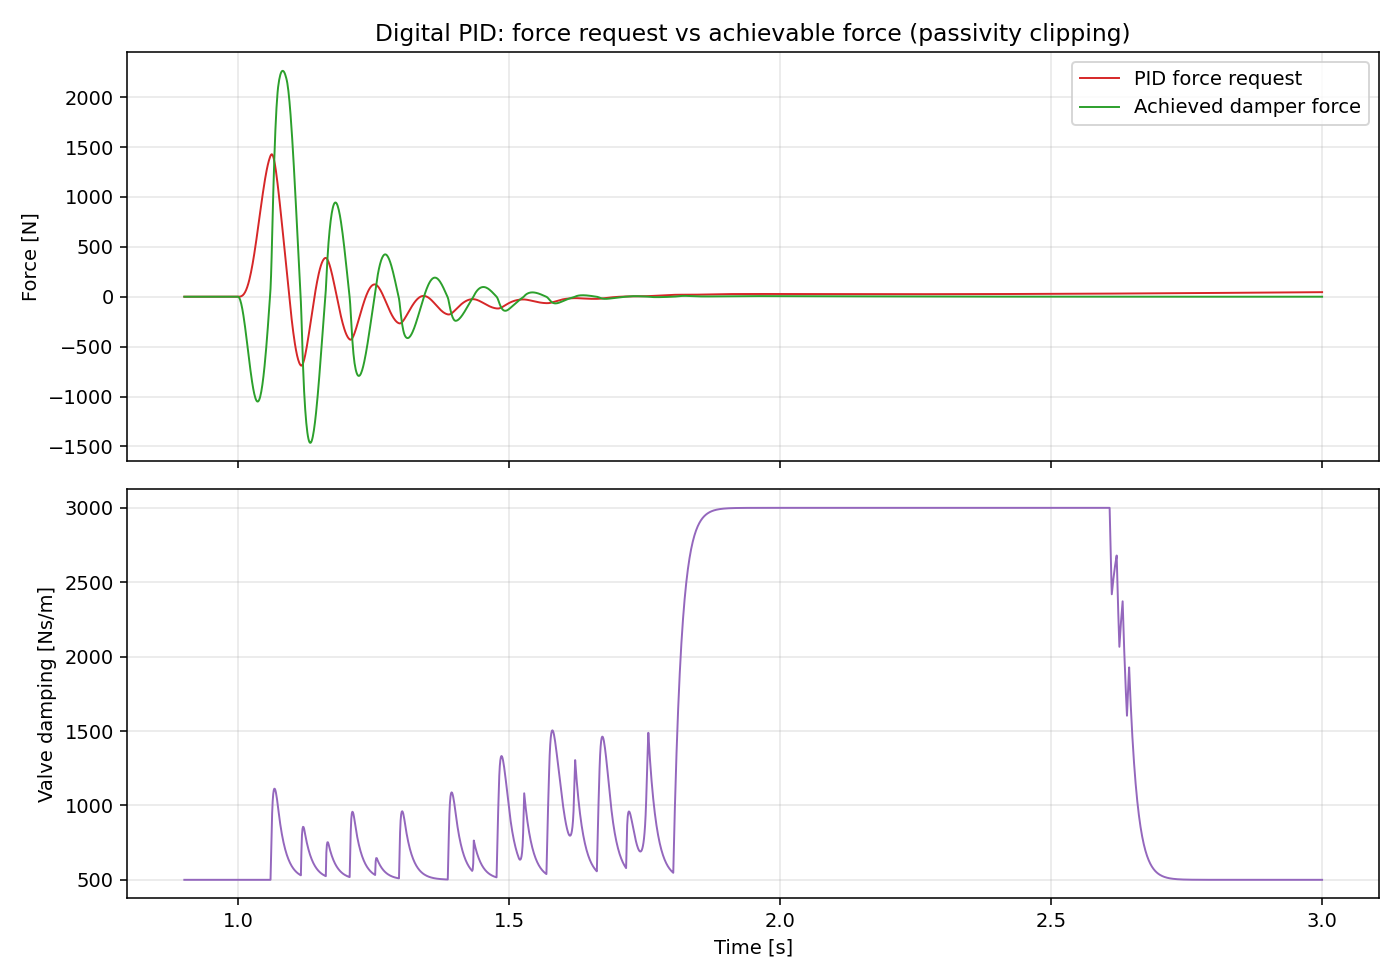 Digital PID: force request vs achievable force (passivity clipping)
PID force request
Achieved damper force
Force [N]
2000
1500
1000
500
0
−500
−1000
−1500
Valve damping [Ns/m]
3000
2500
2000
1500
1000
500
1.0 1.5 2.0 2.5 3.0
Time [s]